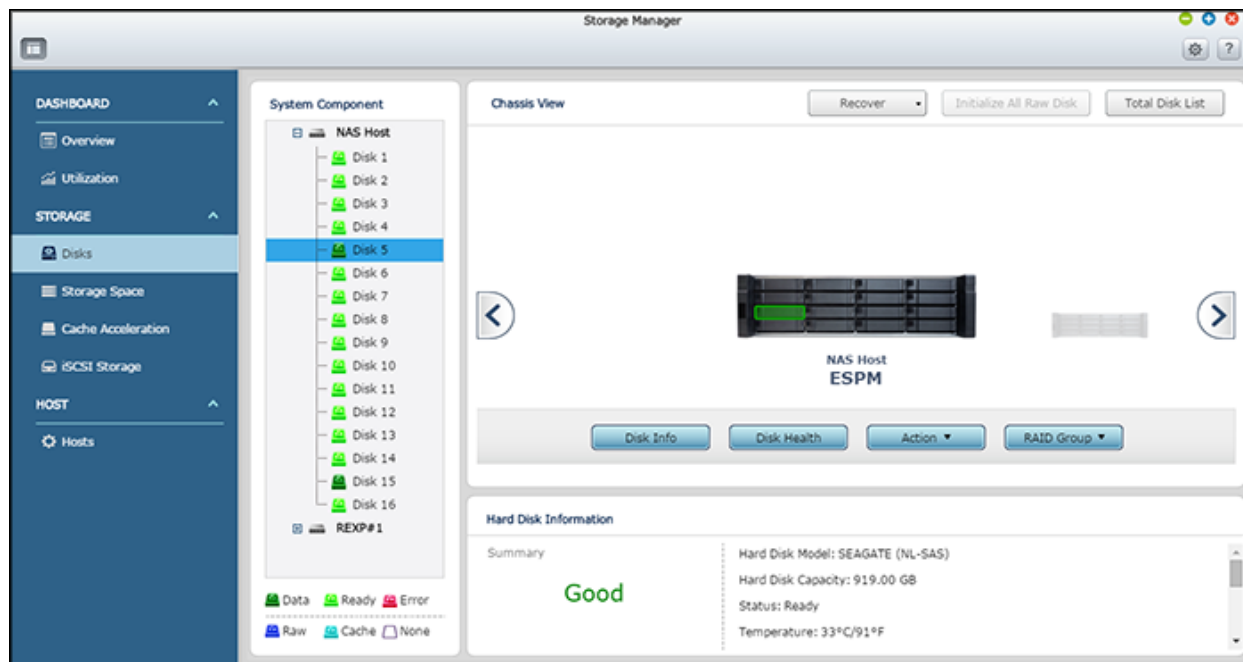 Storage Manager
?
DASHBOARD
Overview
Utilization
STORAGE
Disks
Storage Space
Cache Acceleration
iSCSI Storage
HOST
Hosts
System Component
NAS Host
Disk 1
Disk 2
Disk 3
Disk 4
Disk 5
Disk 6
Disk 7
Disk 8
Disk 9
Disk 10
Disk 11
Disk 12
Disk 13
Disk 14
Disk 15
Disk 16
REXP#1
Data Ready Error
Raw Cache None
Chassis View
Recover Initialize All Raw Disk Total Disk List
NAS Host
ESPM
Disk Info Disk Health Action RAID Group
Hard Disk Information
Summary
Good
Hard Disk Model: SEAGATE (NL-SAS)
Hard Disk Capacity: 919.00 GB
Status: Ready
Temperature: 33°C/91°F